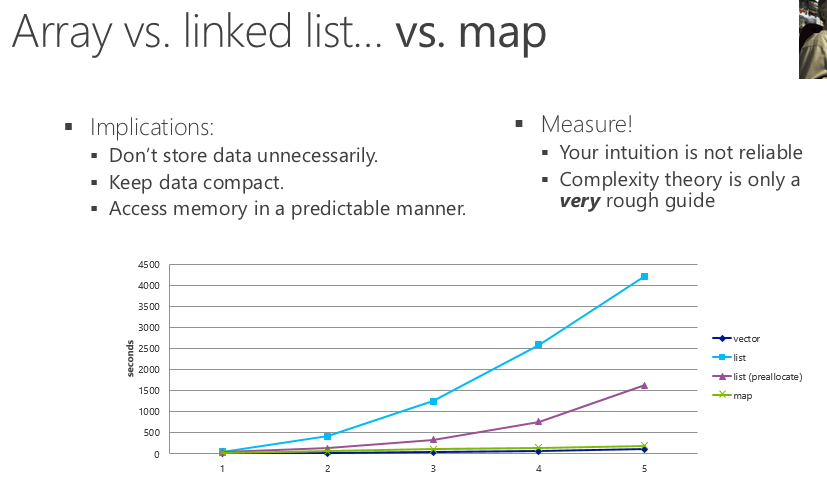 Array vs. linked list... vs. map
Implications:
Don't store data unnecessarily.
Keep data compact.
Access memory in a predictable manner.
Measure!
Your intuition is not reliable
Complexity theory is only a
very rough guide
4500
4000
3500
3000
2500
2000
1500
1000
500
0
seconds
1 2 3 4 5
vector
list
list (preallocate)
map